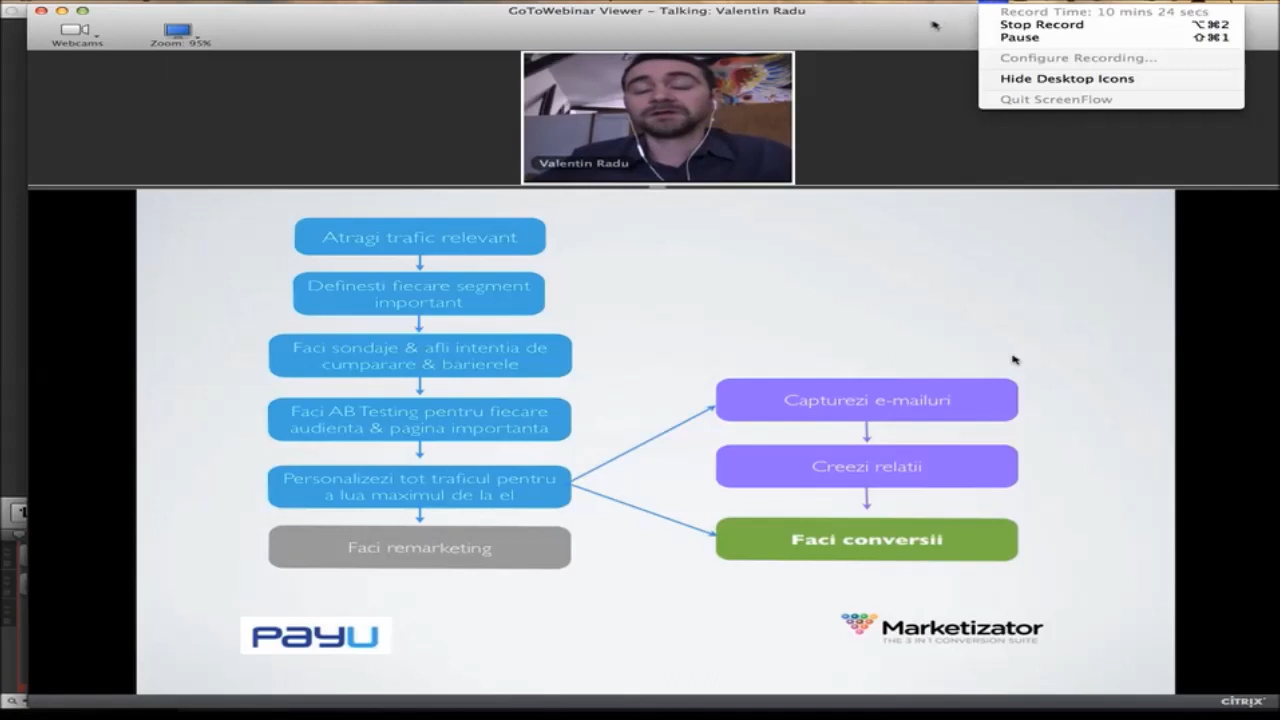 GoToWebinar Viewer – Talking: Valentin Radu
Record Time: 10 mins 24 secs
Stop Record ⌥⌘2
Pause ⇧⌘1
Configure Recording...
Hide Desktop Icons
Quit ScreenFlow
Webcams
Zoom: 95%
Valentin Radu
Atragi trafic relevant
Definesti fiecare segment
important
Faci sondaje & afli intentia de
cumparare & barierele
Faci AB Testing pentru fiecare
audienta & pagina importanta
Personalizezi tot traficul pentru
a lua maximul de la el
Faci remarketing
Capturezi e-mailuri
Creezi relatii
Faci conversii
PayU
Marketizator
THE 3 IN 1 CONVERSION SUITE
CITRIX